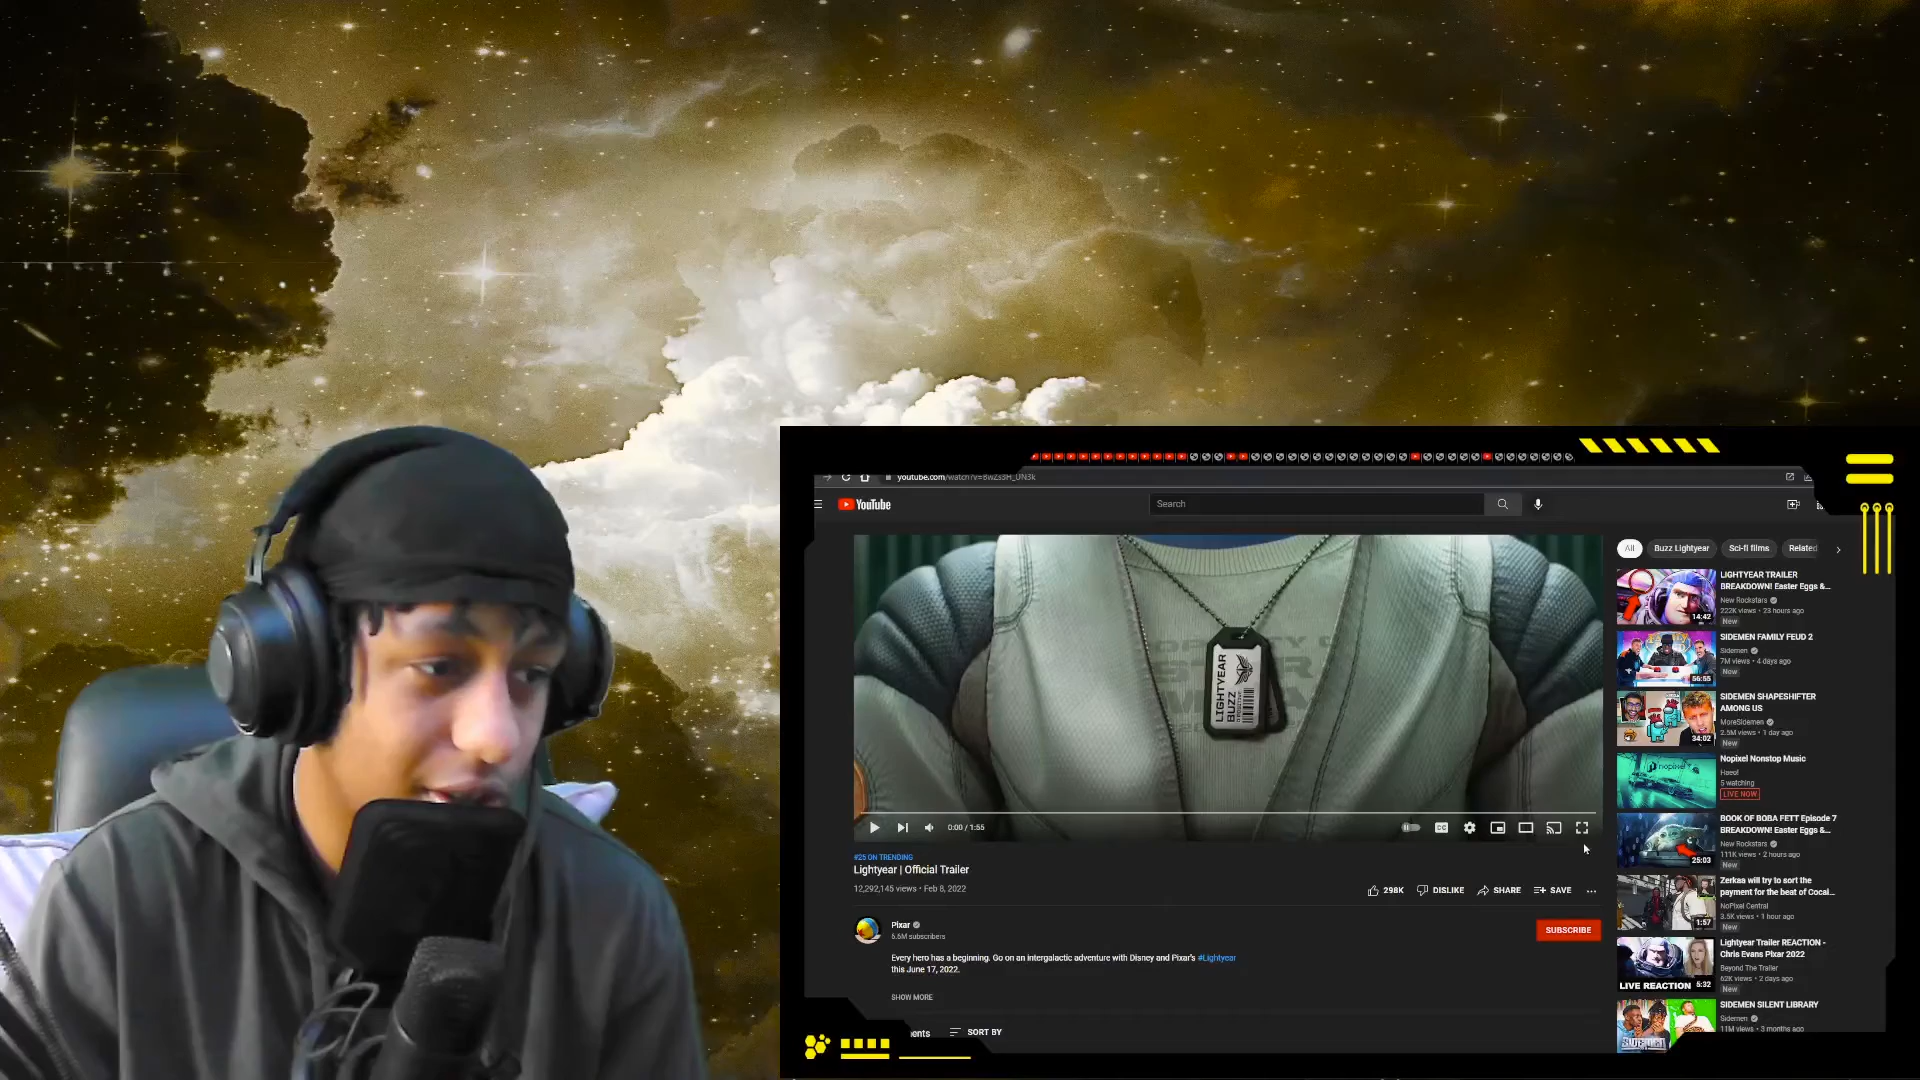 youtube.com/watch?v=BwZs3H_UN3k
YouTube
Search
LIGHTYEAR
BUZZ
0:00 / 1:55
CC
#25 ON TRENDING
Lightyear | Official Trailer
12,292,145 views • Feb 8, 2022
298K DISLIKE SHARE SAVE
Pixar
6.6M subscribers
SUBSCRIBE
Every hero has a beginning. Go on an intergalactic adventure with Disney and Pixar's #Lightyear
this June 17, 2022.
SHOW MORE
ents SORT BY
All Buzz Lightyear Sci-fi films Related
LIGHTYEAR TRAILER
BREAKDOWN! Easter Eggs &...
New Rockstars
222K views • 23 hours ago
New
14:42
SIDEMEN FAMILY FEUD 2
Sidemen
7M views • 4 days ago
New
56:55
SIDEMEN SHAPESHIFTER
AMONG US
MoreSidemen
2.5M views • 1 day ago
New
34:02
Nopixel Nonstop Music
5 watching
LIVE NOW
nopixel
BOOK OF BOBA FETT Episode 7
BREAKDOWN! Easter Eggs &...
New Rockstars
111K views • 2 hours ago
New
25:03
Zerkaa will try to sort the
payment for the beat of Cocai...
NoPixel Central
3.5K views • 1 hour ago
New
1:57
Lightyear Trailer REACTION -
Chris Evans Pixar 2022
Beyond The Trailer
62K views • 2 days ago
New
LIVE REACTION 5:32
SIDEMEN SILENT LIBRARY
Sidemen
11M views • 3 months ago
SIDEMEN